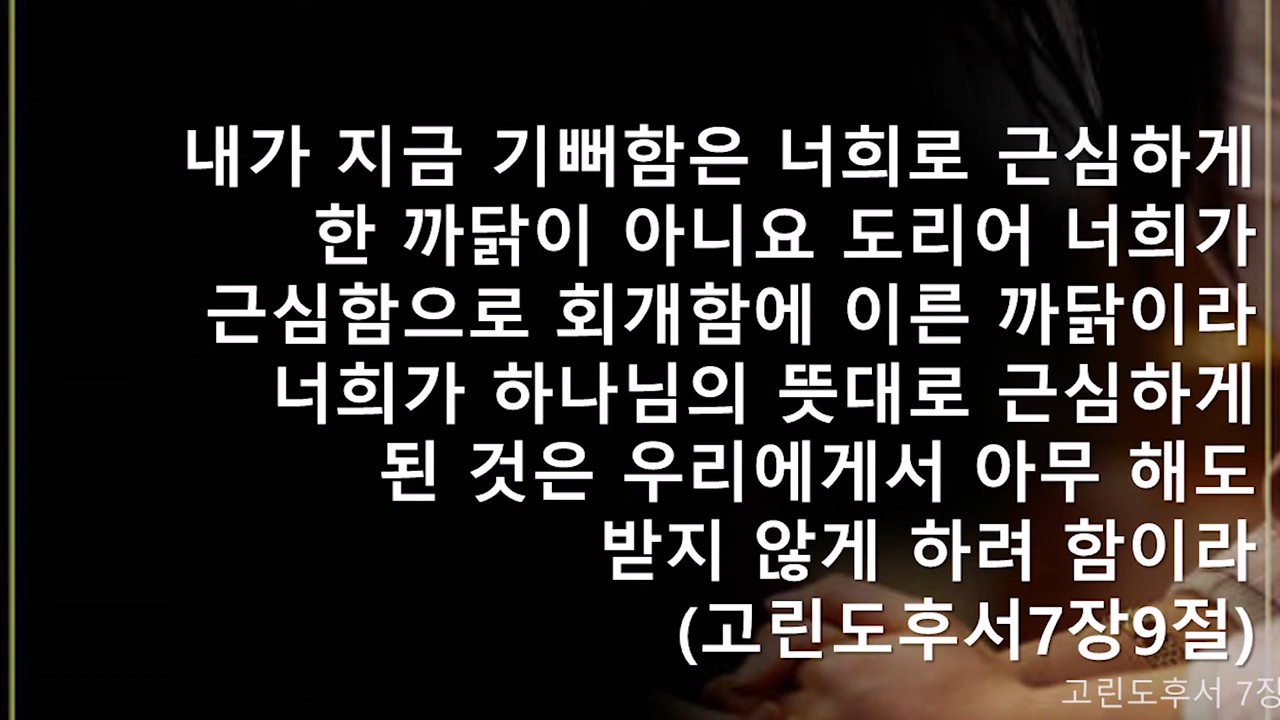 내가 지금 기뻐함은 너희로 근심하게
한 까닭이 아니요 도리어 너희가
근심함으로 회개함에 이른 까닭이라
너희가 하나님의 뜻대로 근심하게
된 것은 우리에게서 아무 해도
받지 않게 하려 함이라
(고린도후서7장9절)
고린도후서 7장